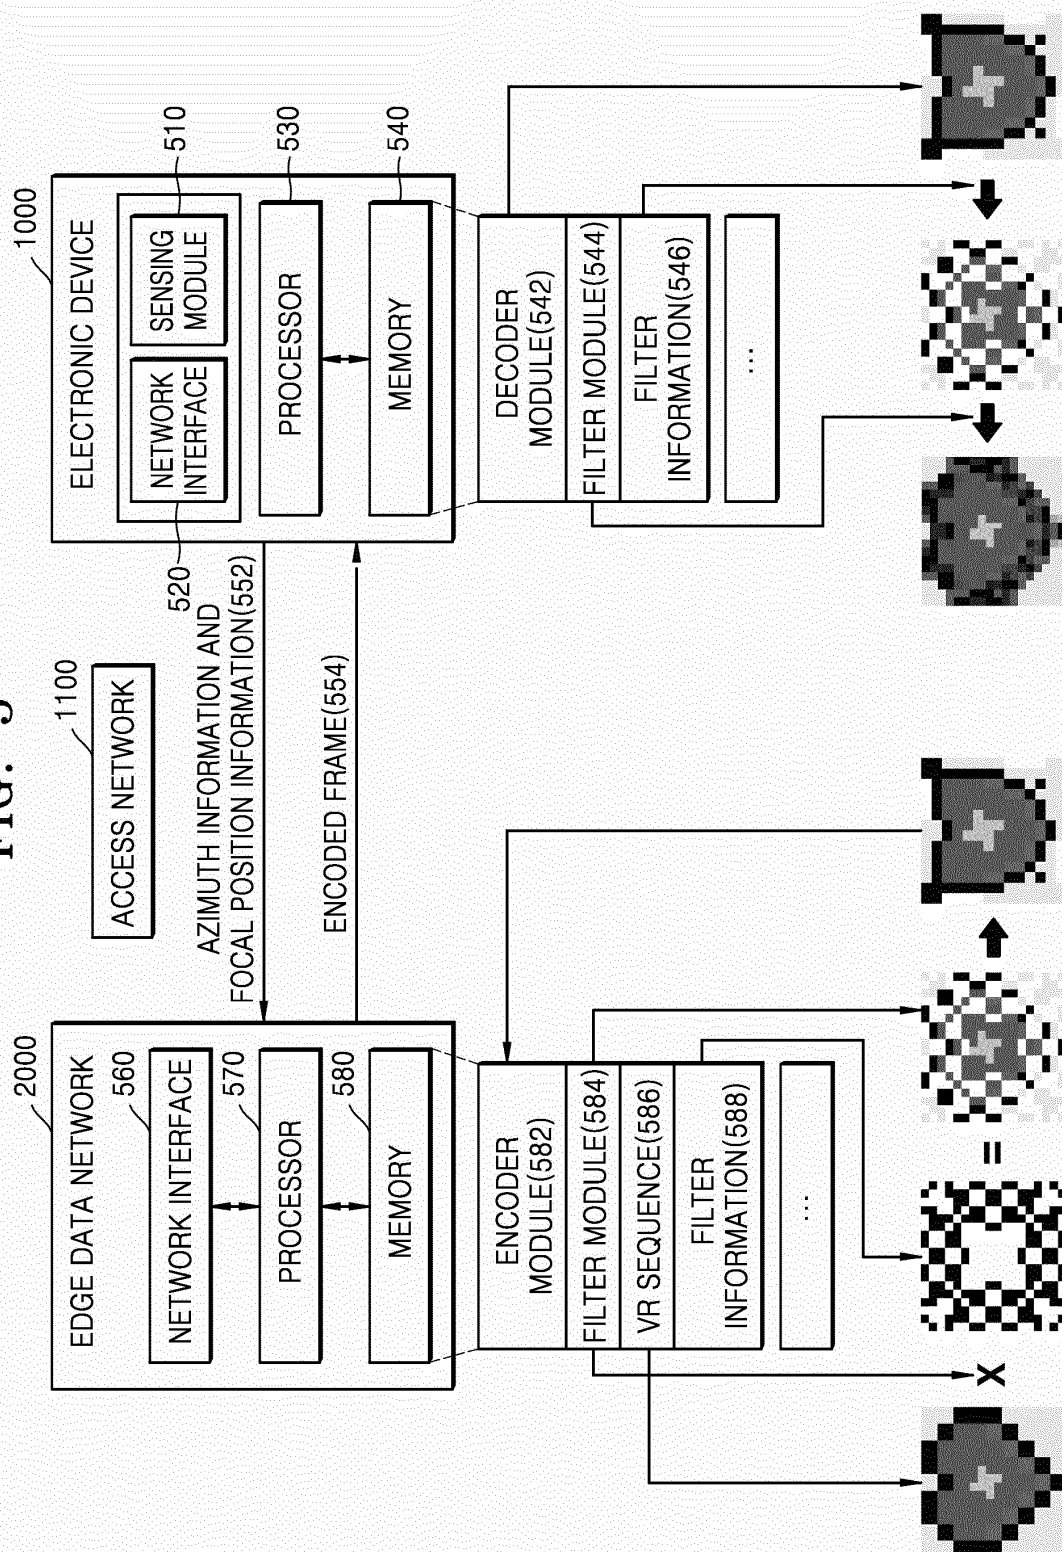 FIG. 5
2000
EDGE DATA NETWORK
560
NETWORK INTERFACE
570
PROCESSOR
580
MEMORY
1100
ACCESS NETWORK
AZIMUTH INFORMATION AND
FOCAL POSITION INFORMATION(552)
ENCODED FRAME(554)
1000
ELECTRONIC DEVICE
520
NETWORK
INTERFACE
SENSING
MODULE
510
PROCESSOR
530
MEMORY
540
ENCODER
MODULE(582)
FILTER MODULE(584)
VR SEQUENCE(586)
FILTER
INFORMATION(588)
...
DECODER
MODULE(542)
FILTER MODULE(544)
FILTER
INFORMATION(546)
...
X
=